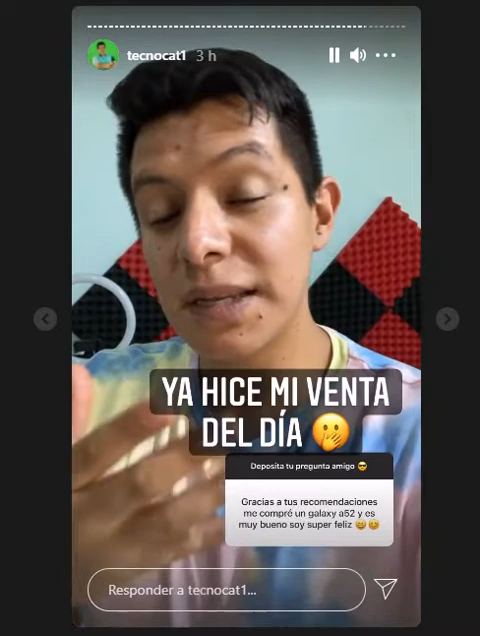 tecnocat1 3 h
YA HICE MI VENTA
DEL DÍA 🤭
Deposita tu pregunta amigo 😎
Gracias a tus recomendaciones
me compré un galaxy a52 y es
muy bueno soy super feliz 😄😊
Responder a tecnocat1...